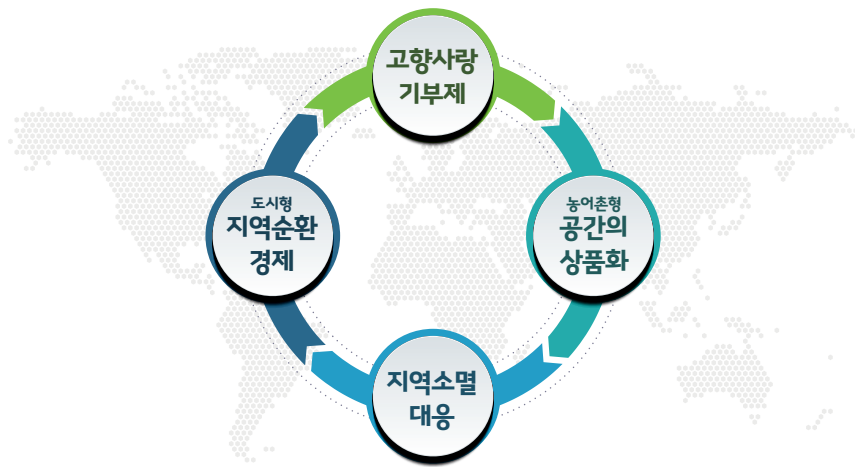 고향사랑
기부제
도시형
지역순환
경제
농어촌형
공간의
상품화
지역소멸
대응